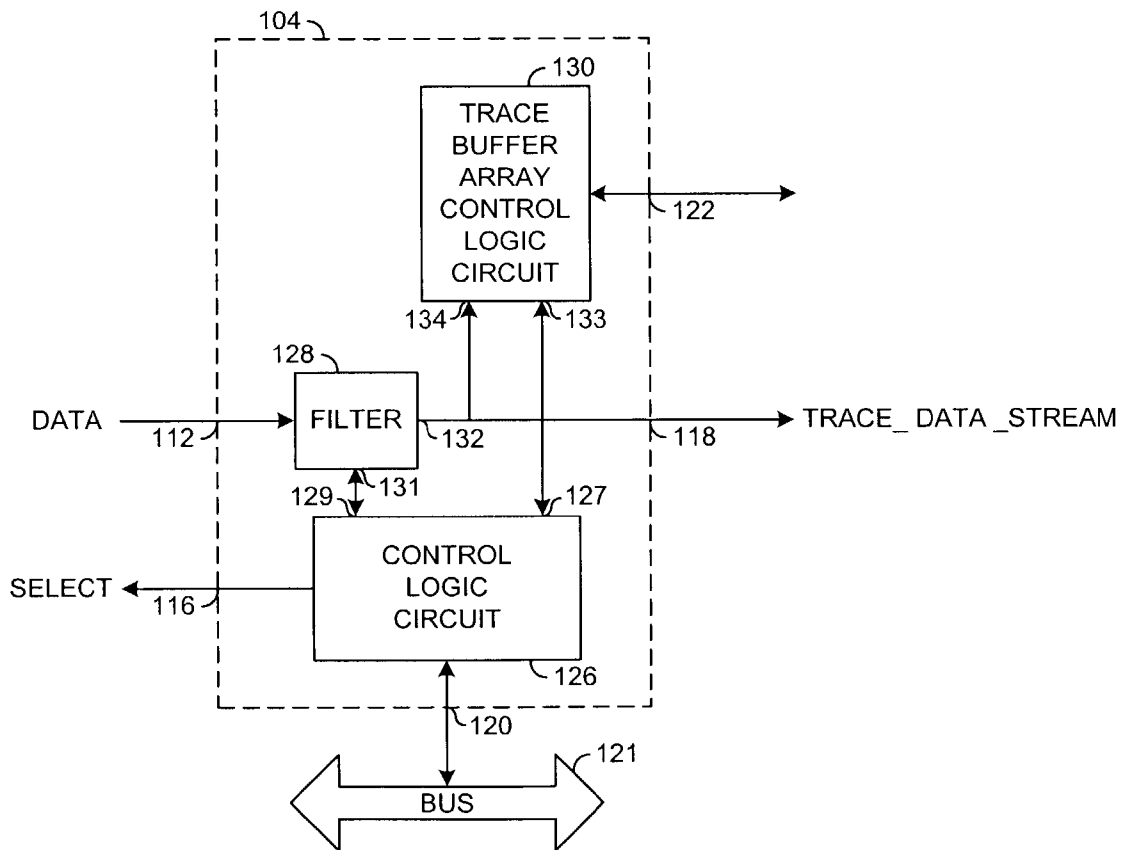 104
130
TRACE
BUFFER
ARRAY
CONTROL
LOGIC
CIRCUIT
122
134
133
128
DATA
FILTER
TRACE_ DATA _STREAM
112
132
118
131
129
127
CONTROL
LOGIC
CIRCUIT
SELECT
116
126
120
121
BUS